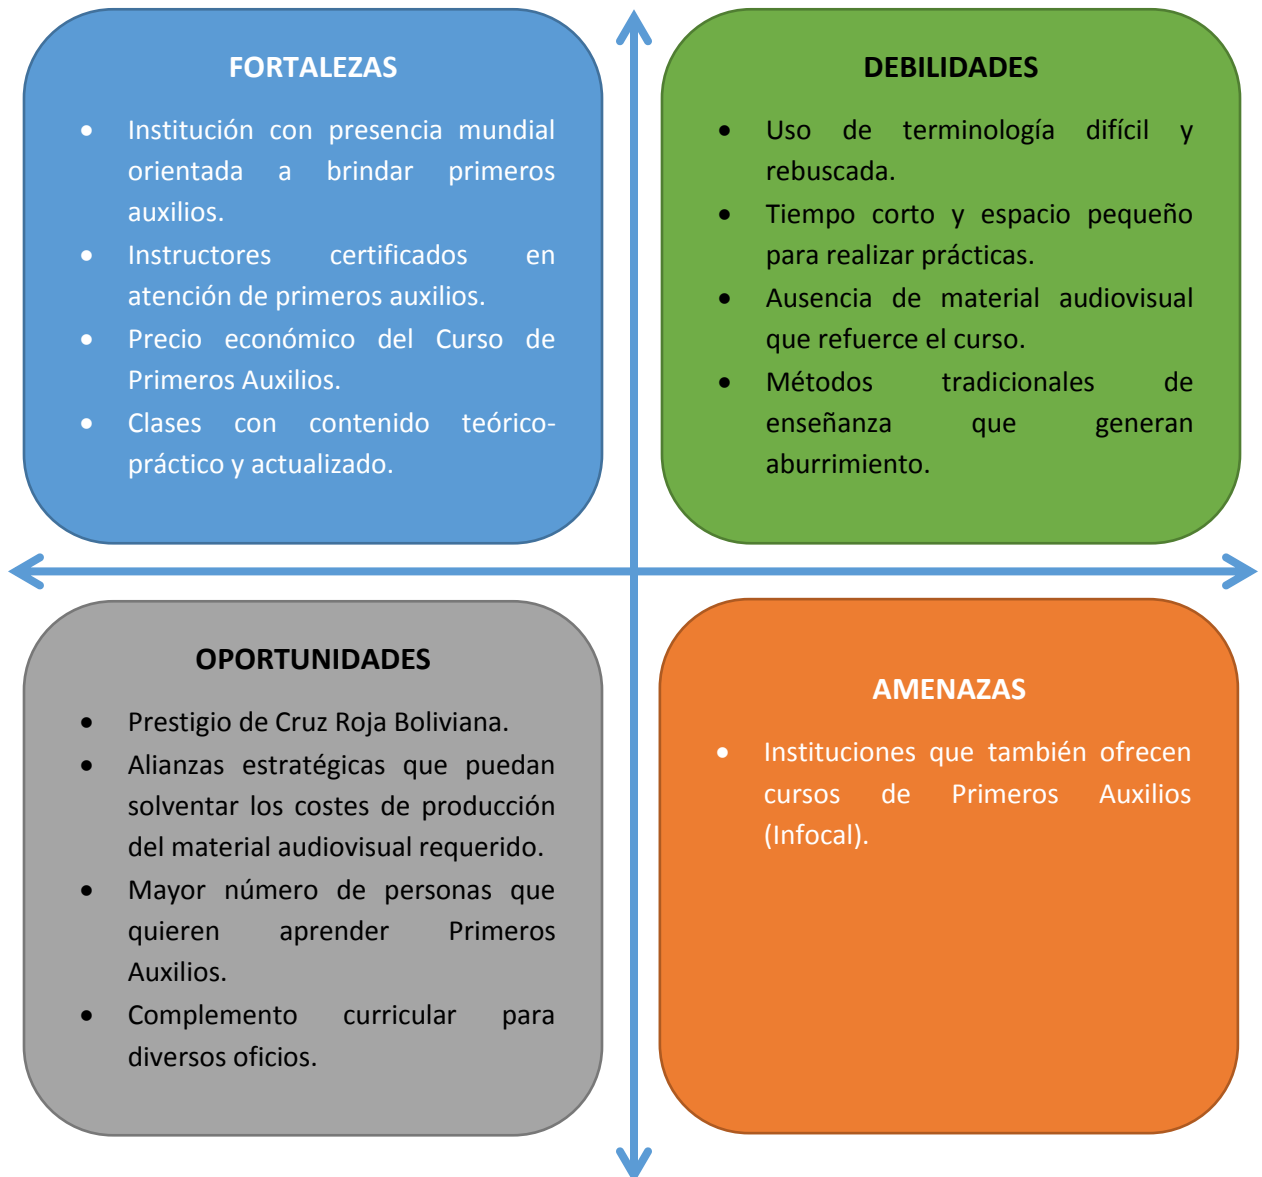 FORTALEZAS
• Institución con presencia mundial
orientada a brindar primeros
auxilios.
• Instructores certificados en
atención de primeros auxilios.
• Precio económico del Curso de
Primeros Auxilios.
• Clases con contenido teórico-
práctico y actualizado.
DEBILIDADES
• Uso de terminología difícil y
rebuscada.
• Tiempo corto y espacio pequeño
para realizar prácticas.
• Ausencia de material audiovisual
que refuerce el curso.
• Métodos tradicionales de
enseñanza que generan
aburrimiento.
OPORTUNIDADES
• Prestigio de Cruz Roja Boliviana.
• Alianzas estratégicas que puedan
solventar los costes de producción
del material audiovisual requerido.
• Mayor número de personas que
quieren aprender Primeros
Auxilios.
• Complemento curricular para
diversos oficios.
AMENAZAS
• Instituciones que también ofrecen
cursos de Primeros Auxilios
(Infocal).